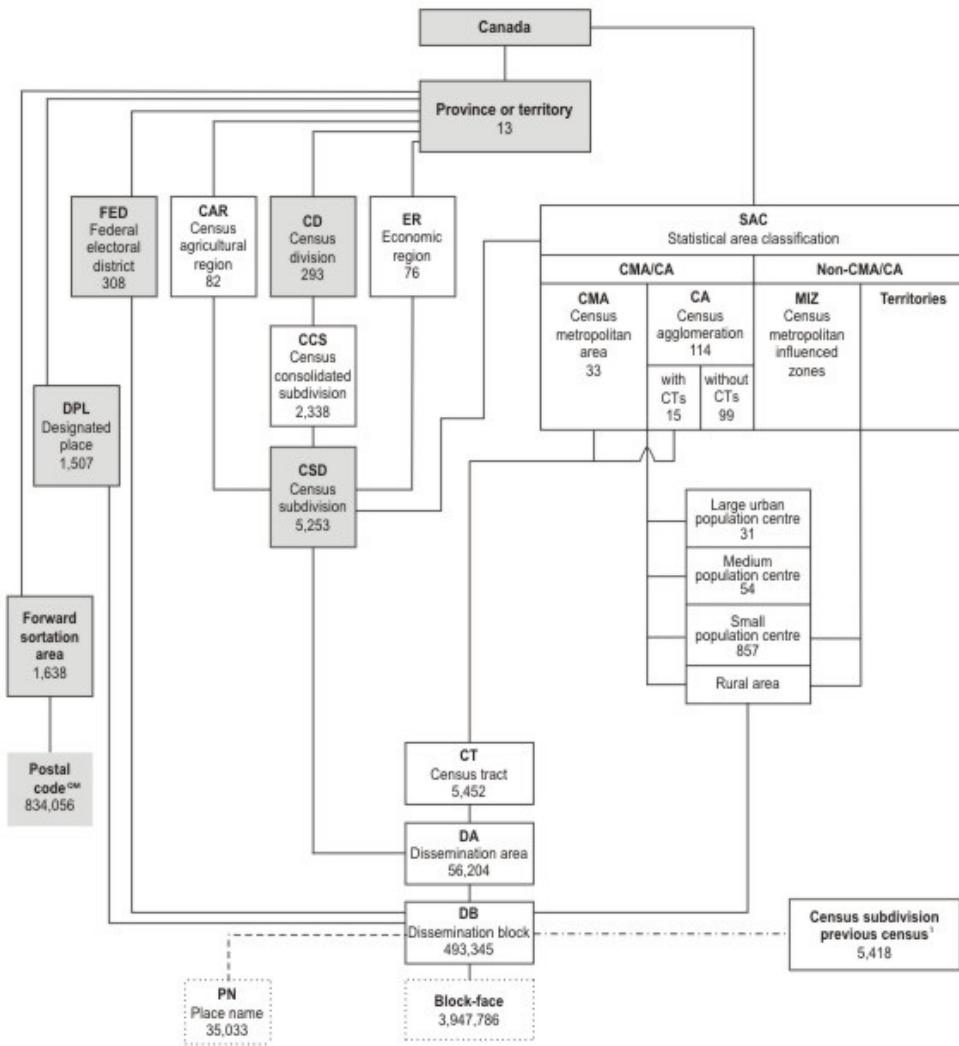 Canada
Province or territory
13
FED
Federal
electoral
district
308
CAR
Census
agricultural
region
82
CD
Census
division
293
ER
Economic
region
76
SAC
Statistical area classification
CMA/CA
Non-CMA/CA
CMA
Census
metropolitan
area
33
CA
Census
agglomeration
114
with
CTs
15
without
CTs
99
MIZ
Census
metropolitan
influenced
zones
Territories
CCS
Census
consolidated
subdivision
2,338
DPL
Designated
place
1,507
CSD
Census
subdivision
5,253
Large urban
population centre
31
Medium
population centre
54
Small
population centre
857
Rural area
Forward
sortation
area
1,638
Postal
code OM
834,056
CT
Census tract
5,452
DA
Dissemination area
56,204
DB
Dissemination block
493,345
Census subdivision
previous census¹
5,418
PN
Place name
35,033
Block-face
3,947,786